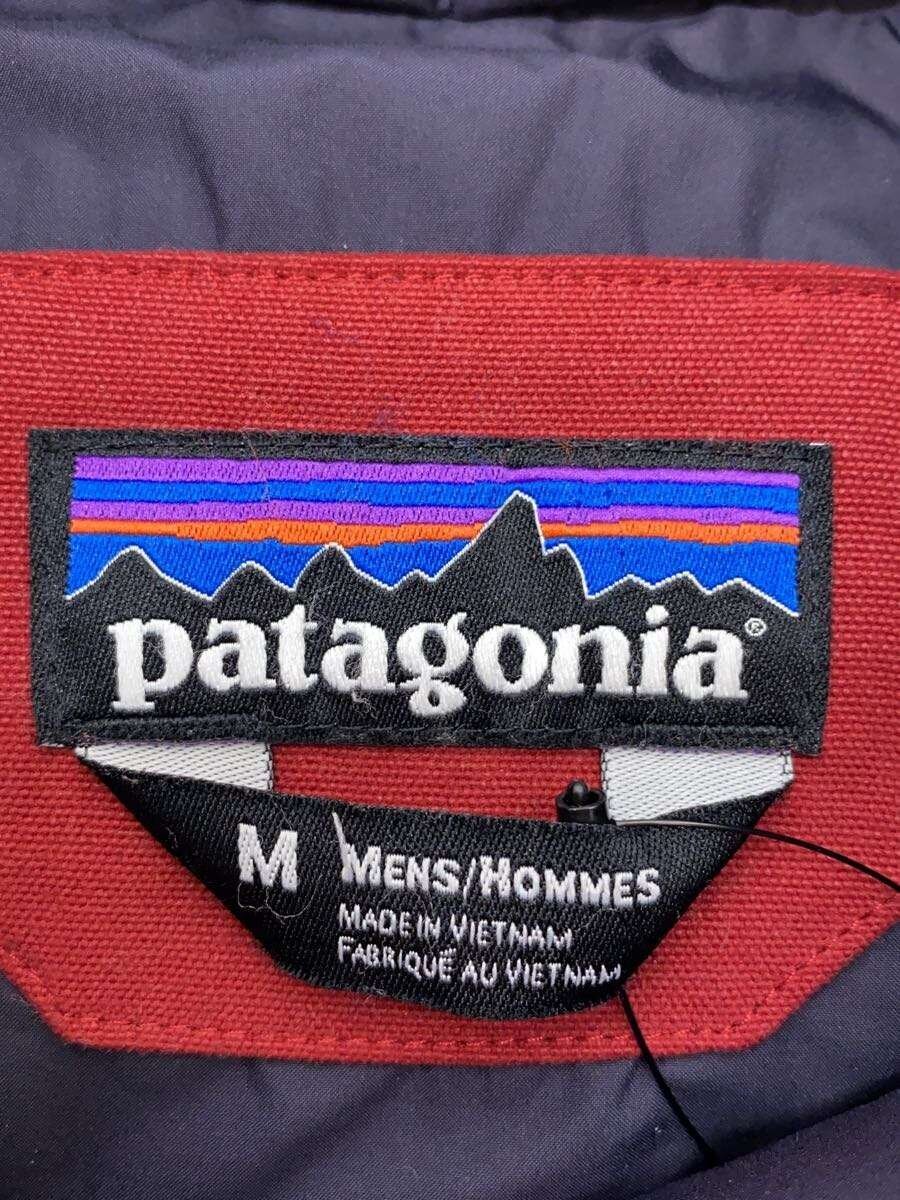 patagonia®
M MENS/HOMMES
MADE IN VIETNAM
FABRIQUÉ AU VIETNAM